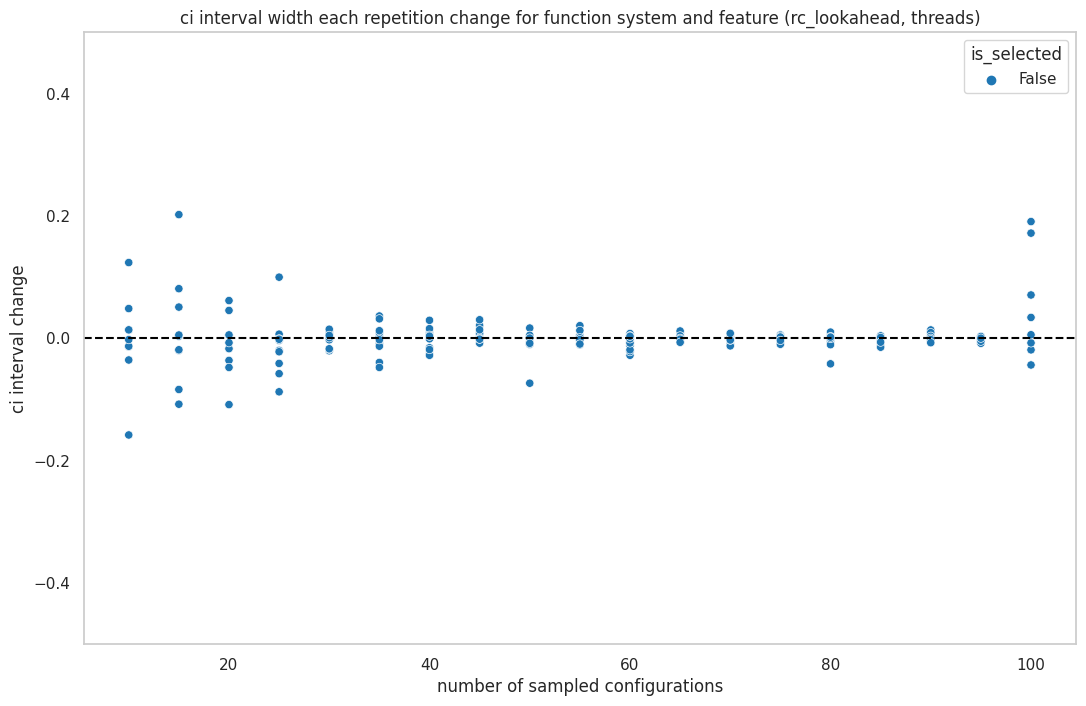 ci interval width each repetition change for function system and feature (rc_lookahead, threads)
is_selected
False
0.4
0.2
0.0
−0.2
−0.4
ci interval change
20 40 60 80 100
number of sampled configurations